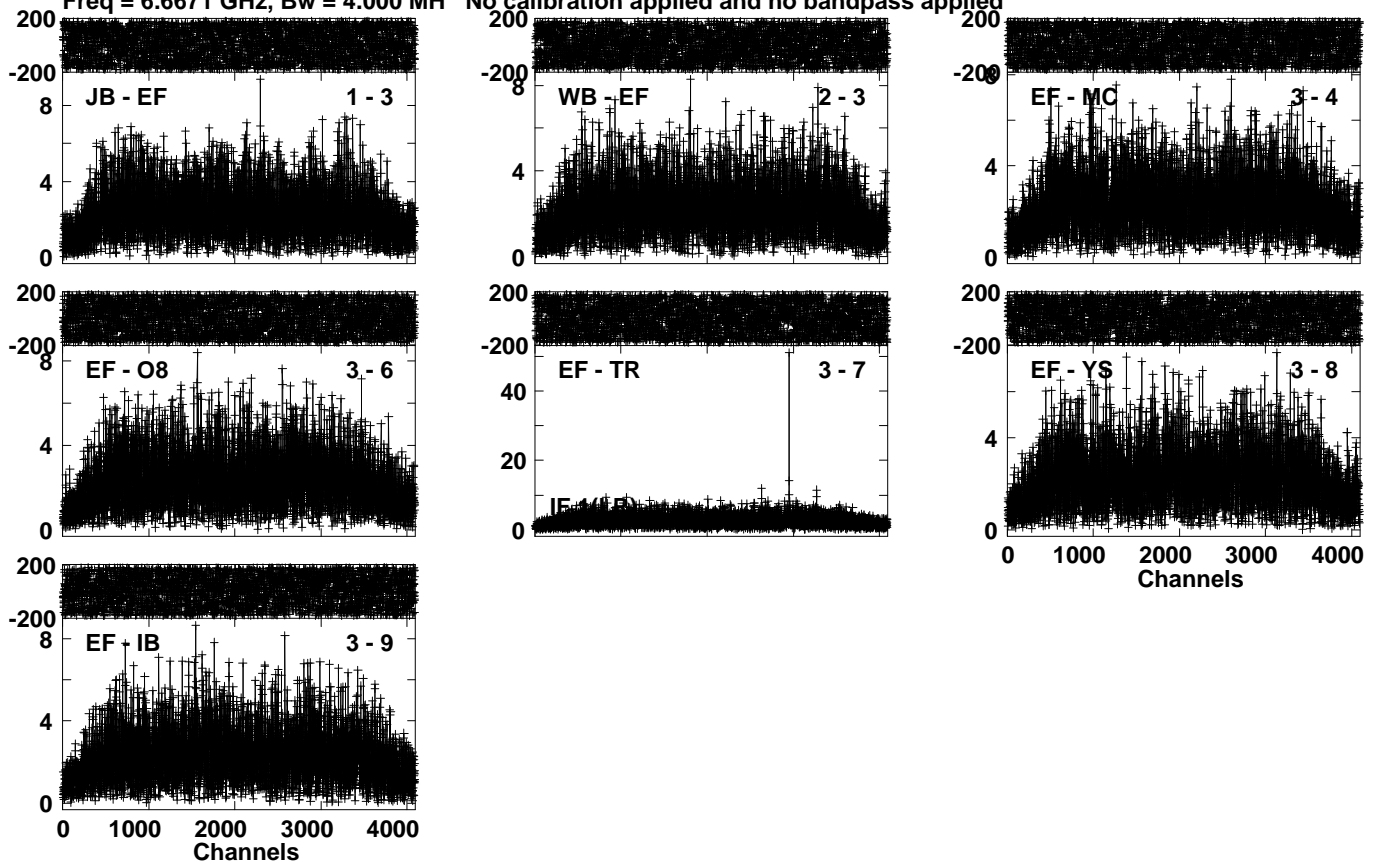 Freq = 6.6671 GHz, Bw = 4.000 MH No calibration applied and no bandpass applied
200
-200
JB - EF 1 - 3
8
4
0
200
-200
WB - EF 2 - 3
8
4
0
200
-200
EF - MC 3 - 4
8
4
0
200
-200
EF - O8 3 - 6
8
4
0
200
-200
EF - TR 3 - 7
40
20
0
200
-200
EF - YS 3 - 8
4
0
0 1000 2000 3000 4000
Channels
200
-200
EF - IB 3 - 9
8
4
0
0 1000 2000 3000 4000
Channels